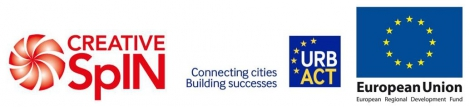 CREATIVE
SpIN
Connecting cities
Building successes
URB
ACT
European Union
European Regional Development Fund